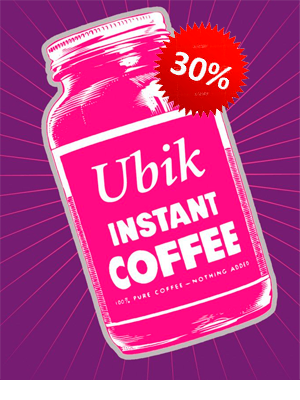 30%
Ubik
INSTANT
COFFEE
100% PURE COFFEE — NOTHING ADDED